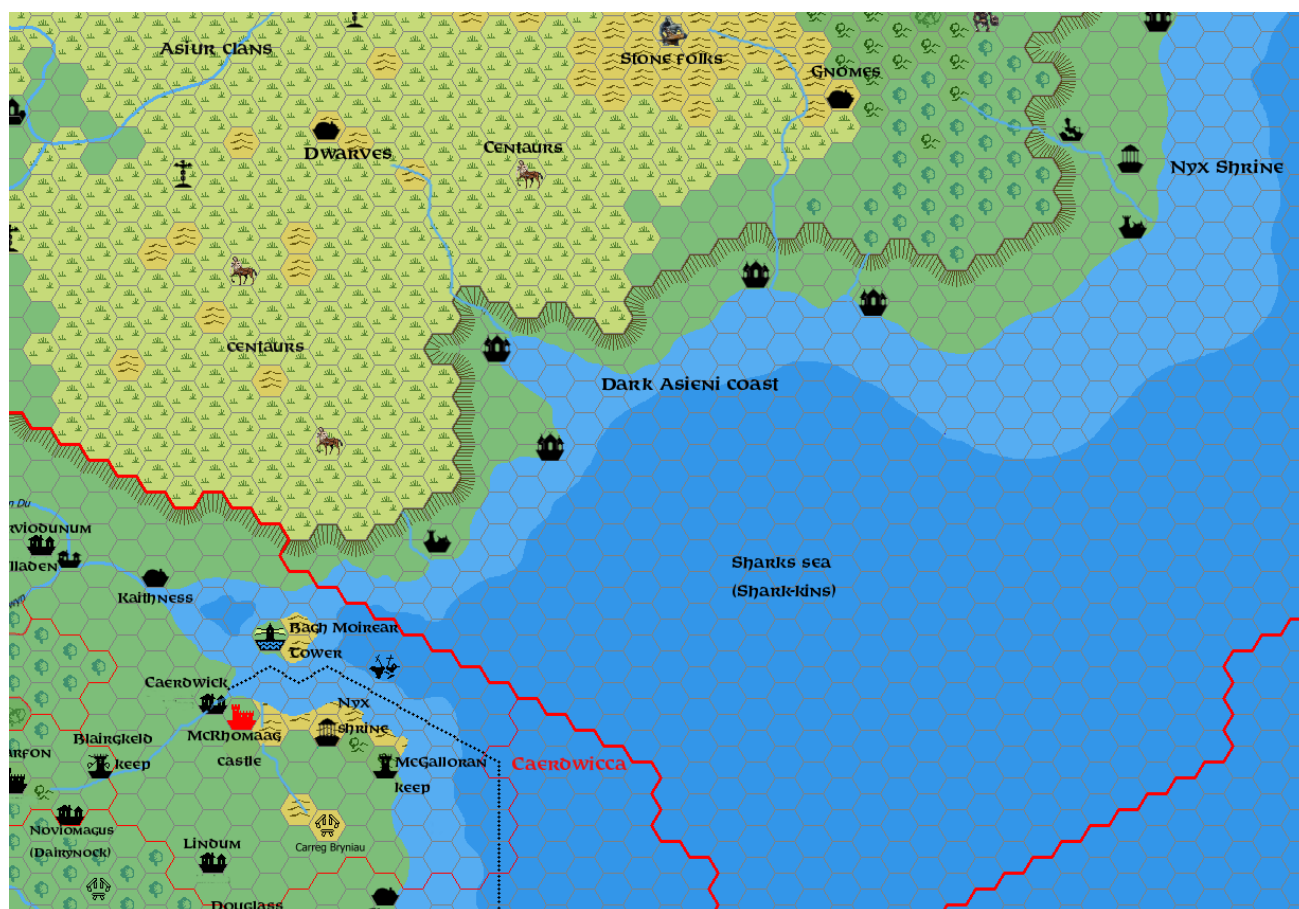 Asiur clans
Stone folks
Gnomes
Dwarves
Centaurs
Nyx Shrine
centaurs
Dark Asieni coast
Sharks sea
(Shark-kins)
Kaithness
Bagh Moirear
Tower
Caerdwick
McRhomaag
castle
Nyx
shrine
Blairgkeld
keep
McGalloran
keep
Caerdwicca
Noviomagus
(Dairynock)
Lindum
Carreg Bryniau
Douglass